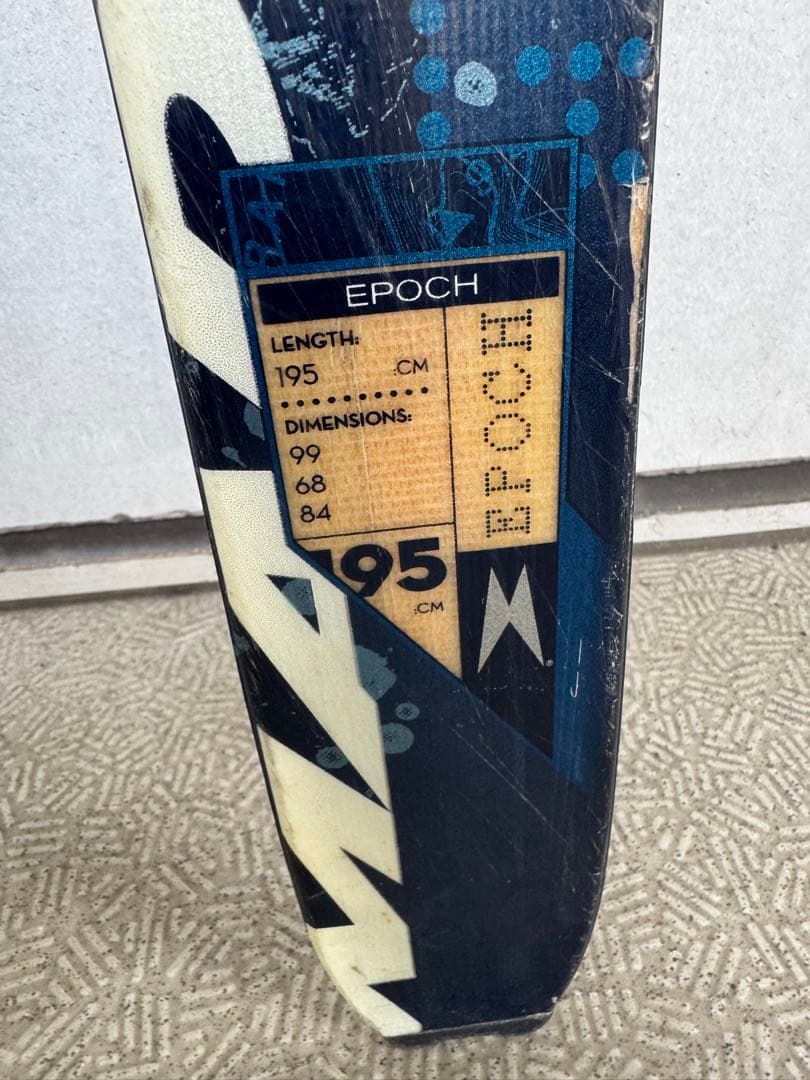 EPOCH
LENGTH:
195 .CM
DIMENSIONS:
99
68
84
195
.CM
EPOCH